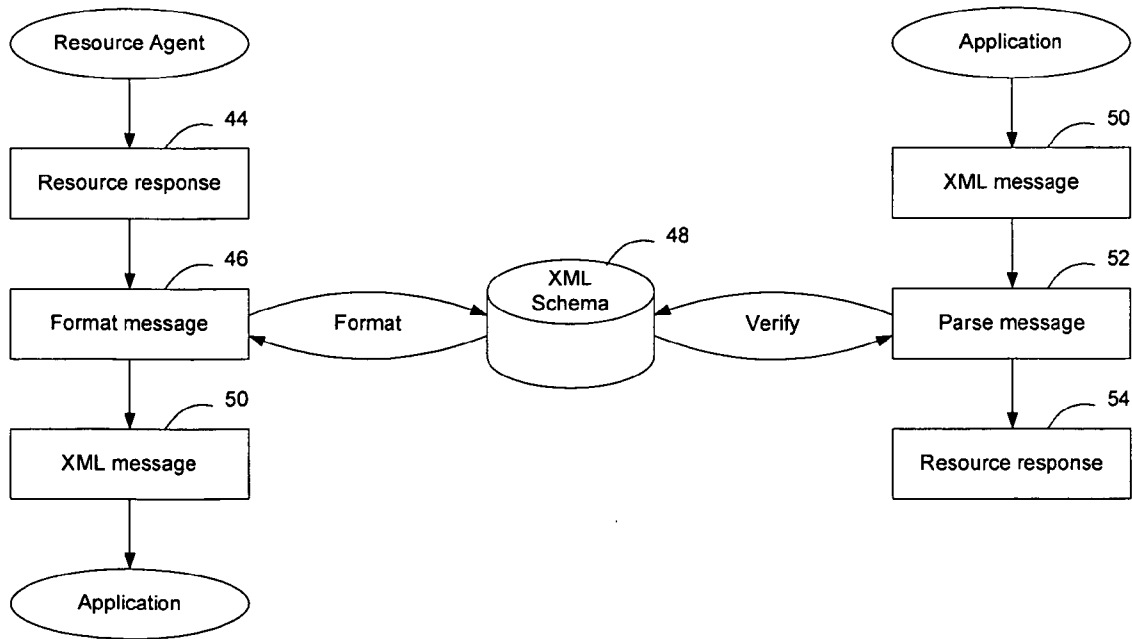 Resource Agent
44
Resource response
46
Format message
50
XML message
Application
Format
48
XML
Schema
Verify
Application
50
XML message
52
Parse message
54
Resource response